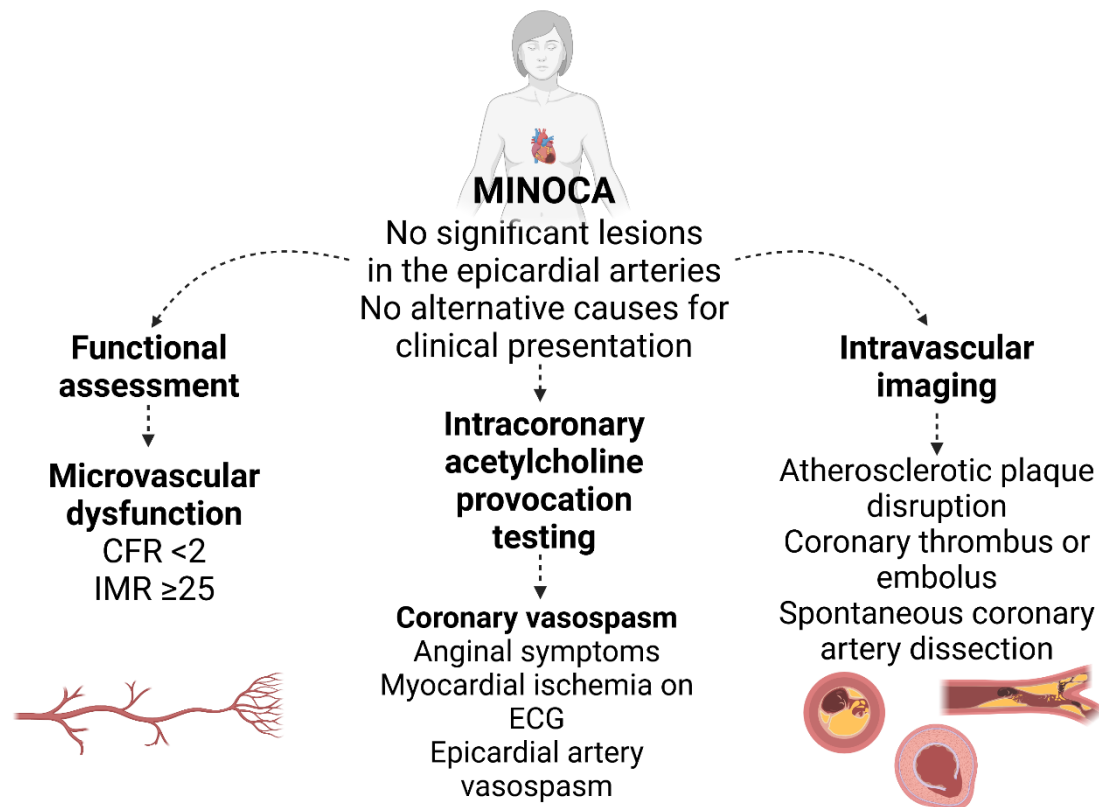 MINOCA
No significant lesions
in the epicardial arteries
No alternative causes for
clinical presentation
Functional
assessment
Microvascular
dysfunction
CFR <2
IMR ≥25
Intracoronary
acetylcholine
provocation
testing
Coronary vasospasm
Anginal symptoms
Myocardial ischemia on
ECG
Epicardial artery
vasospasm
Intravascular
imaging
Atherosclerotic plaque
disruption
Coronary thrombus or
embolus
Spontaneous coronary
artery dissection